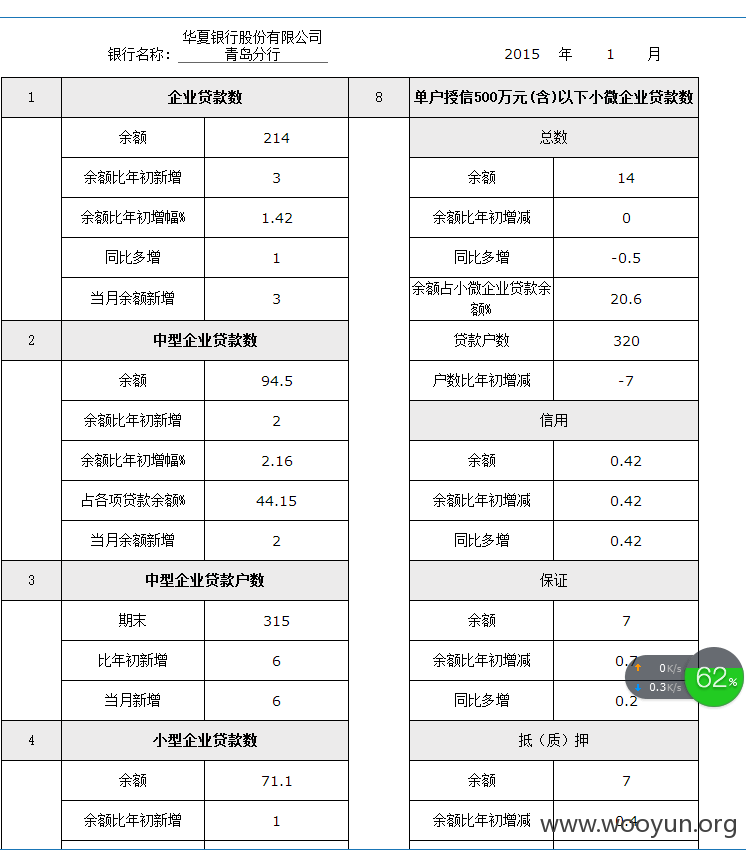 华夏银行股份有限公司
银行名称： 青岛分行 2015 年 1 月
1 企业贷款数 8 单户授信500万元(含)以下小微企业贷款数
余额 214 总数
余额比年初新增 3 余额 14
余额比年初增幅% 1.42 余额比年初增减 0
同比多增 1 同比多增 -0.5
当月余额新增 3 余额占小微企业贷款余
额% 20.6
2 中型企业贷款数 贷款户数 320
余额 94.5 户数比年初增减 -7
余额比年初新增 2 信用
余额比年初增幅% 2.16 余额 0.42
占各项贷款余额% 44.15 余额比年初增减 0.42
当月余额新增 2 同比多增 0.42
3 中型企业贷款户数 保证
期末 315 余额 7
比年初新增 6 余额比年初增减 0.7
当月新增 6 同比多增 0.2
0K/s
0.3K/s
62%
4 小型企业贷款数 抵（质）押
余额 71.1 余额 7
余额比年初新增 1 余额比年初增减 0.4
www.wooyun.org